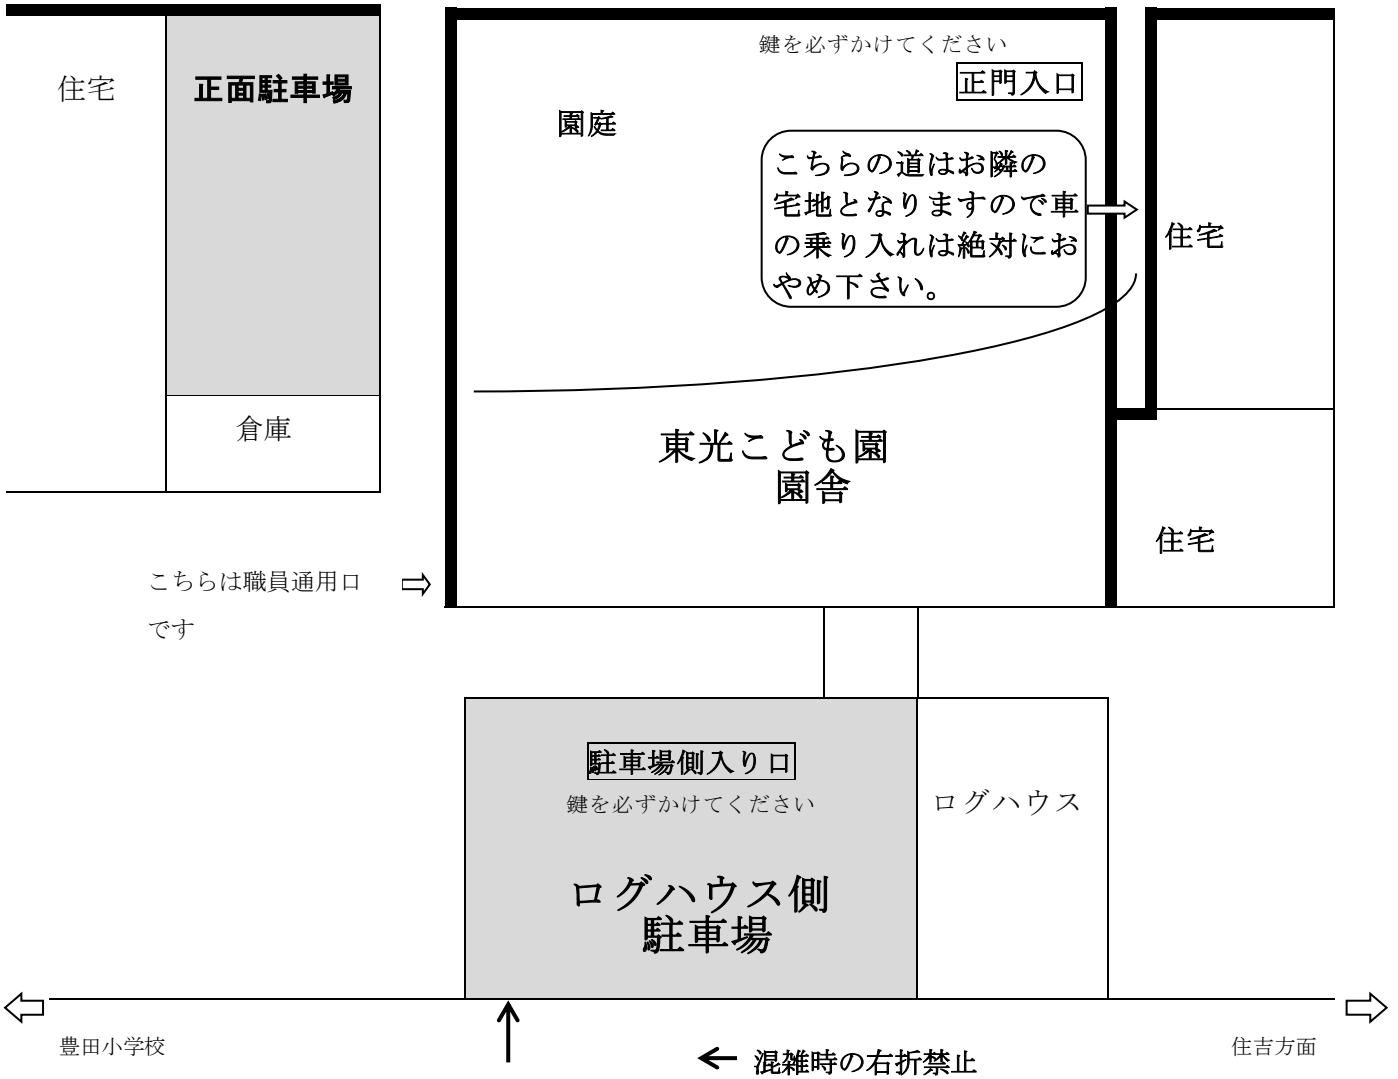 鍵を必ずかけてください
正門入口
住宅
正面駐車場
園庭
こちらの道はお隣の
宅地となりますので車
の乗り入れは絶対にお
やめ下さい。
住宅
倉庫
東光こども園
園舎
住宅
こちらは職員通用口
です
駐車場側入り口
鍵を必ずかけてください
ログハウス
ログハウス側
駐車場
豊田小学校
住吉方面
混雑時の右折禁止